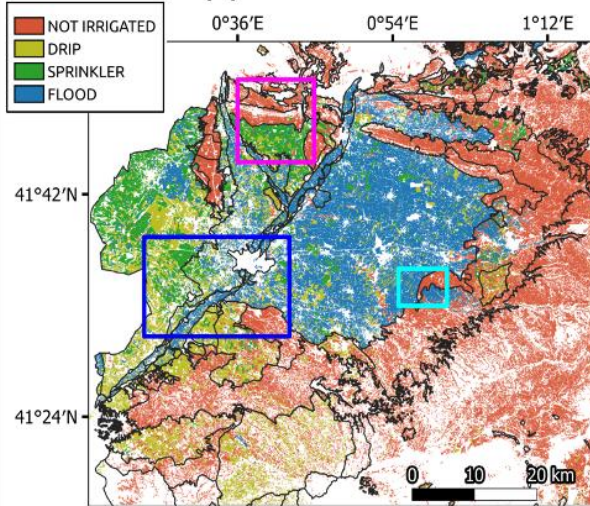 NOT IRRIGATED
DRIP
SPRINKLER
FLOOD
0°36'E 0°54'E 1°12'E
41°42'N
41°24'N
0 10 20 km